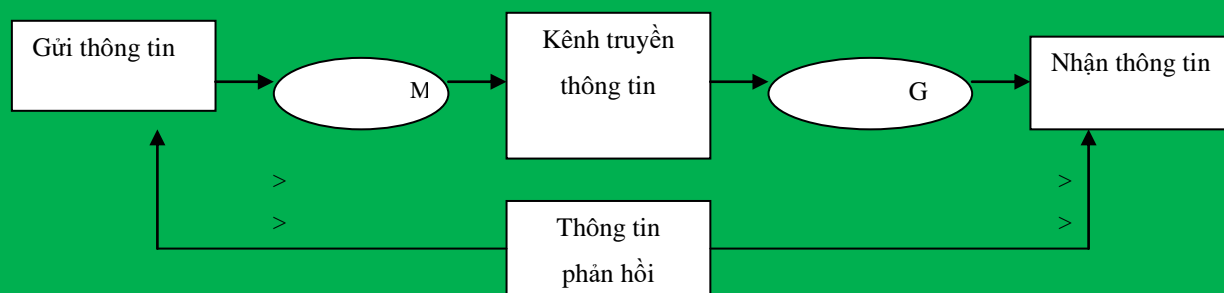 Gửi thông tin
M
Kênh truyền
thông tin
G
Nhận thông tin
> >
> >
Thông tin
phản hồi